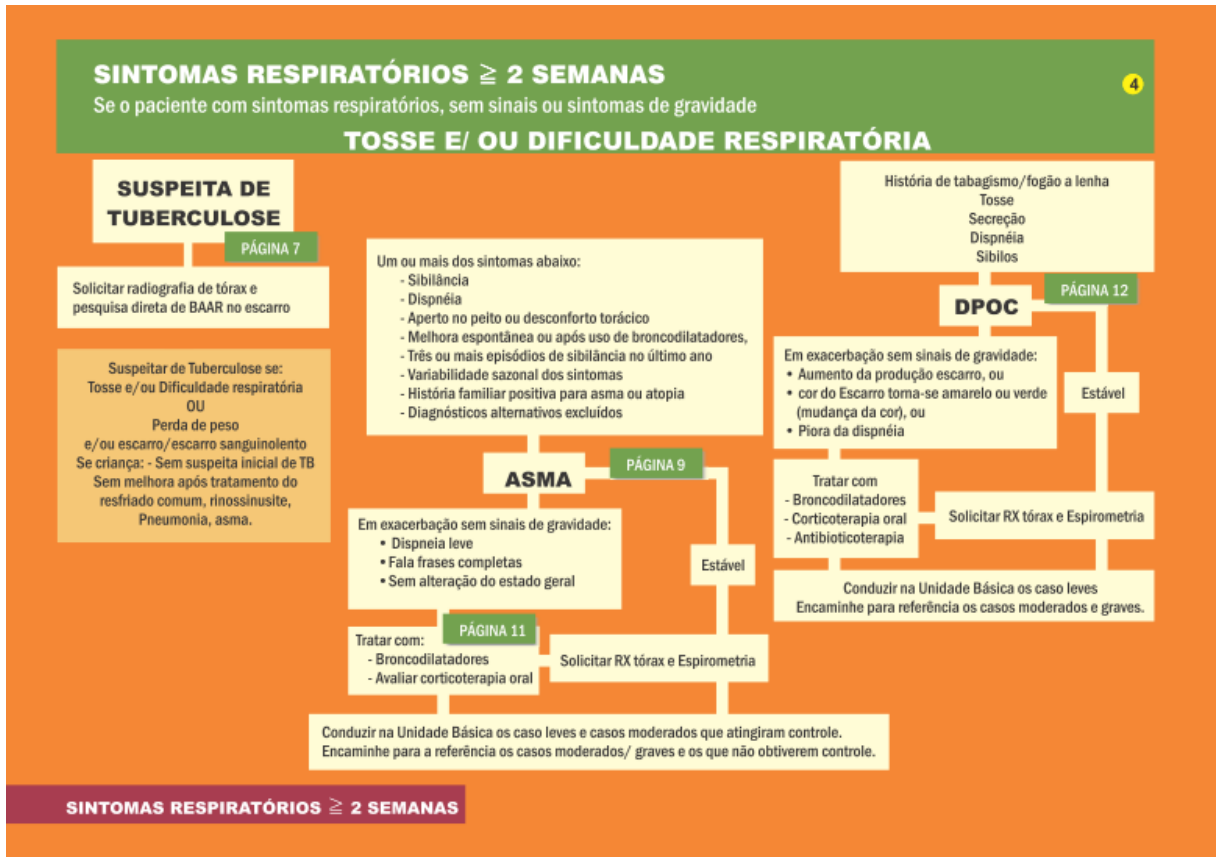 SINTOMAS RESPIRATÓRIOS ≧ 2 SEMANAS
Se o paciente com sintomas respiratórios, sem sinais ou sintomas de gravidade
4
TOSSE E/ OU DIFICULDADE RESPIRATÓRIA
SUSPEITA DE
TUBERCULOSE
PÁGINA 7
Solicitar radiografia de tórax e
pesquisa direta de BAAR no escarro
Suspeitar de Tuberculose se:
Tosse e/ou Dificuldade respiratória
OU
Perda de peso
e/ou escarro/escarro sanguinolento
Se criança: - Sem suspeita inicial de TB
Sem melhora após tratamento do
resfriado comum, rinossinusite,
Pneumonia, asma.
Um ou mais dos sintomas abaixo:
- Sibilância
- Dispnéia
- Aperto no peito ou desconforto torácico
- Melhora espontânea ou após uso de broncodilatadores,
- Três ou mais episódios de sibilância no último ano
- Variabilidade sazonal dos sintomas
- História familiar positiva para asma ou atopia
- Diagnósticos alternativos excluídos
ASMA
PÁGINA 9
Em exacerbação sem sinais de gravidade:
• Dispneia leve
• Fala frases completas
• Sem alteração do estado geral
Estável
PÁGINA 11
Tratar com:
- Broncodilatadores
- Avaliar corticoterapia oral
Solicitar RX tórax e Espirometria
Conduzir na Unidade Básica os caso leves e casos moderados que atingiram controle.
Encaminhe para a referência os casos moderados/ graves e os que não obtiverem controle.
História de tabagismo/fogão a lenha
Tosse
Secreção
Dispnéia
Sibilos
DPOC
PÁGINA 12
Em exacerbação sem sinais de gravidade:
• Aumento da produção escarro, ou
• cor do Escarro torna-se amarelo ou verde
(mudança da cor), ou
• Piora da dispnéia
Estável
Tratar com
- Broncodilatadores
- Corticoterapia oral
- Antibioticoterapia
Solicitar RX tórax e Espirometria
Conduzir na Unidade Básica os caso leves
Encaminhe para referência os casos moderados e graves.
SINTOMAS RESPIRATÓRIOS ≧ 2 SEMANAS